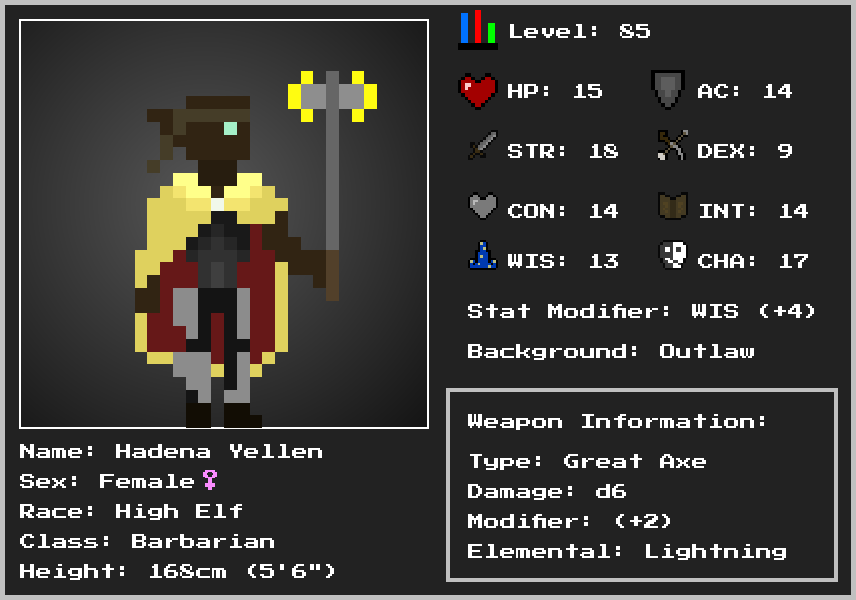 Level: 85
HP: 15
AC: 14
STR: 18
DEX: 9
CON: 14
INT: 14
WIS: 13
CHA: 17
Stat Modifier: WIS (+4)
Background: Outlaw
Weapon Information:
Type: Great Axe
Damage: d6
Modifier: (+2)
Elemental: Lightning
Name: Hadena Yellen
Sex: Female♀
Race: High Elf
Class: Barbarian
Height: 168cm (5'6")